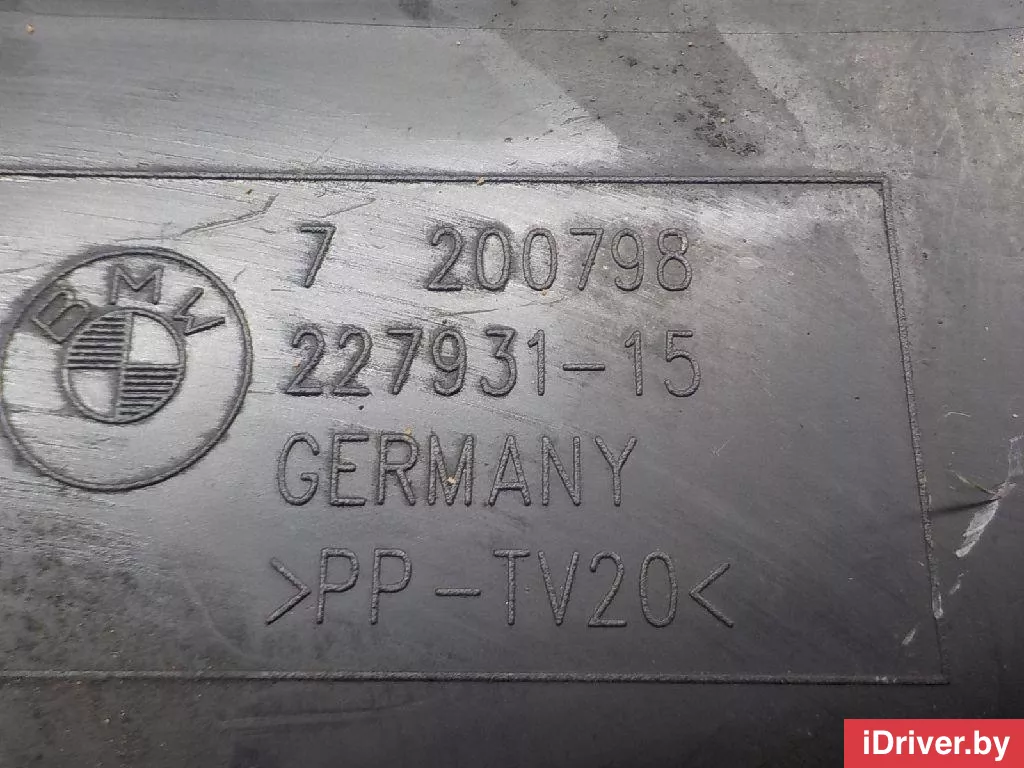 BMW
7 200798
227931-15
GERMANY
>PP-TV20<
iDriver.by